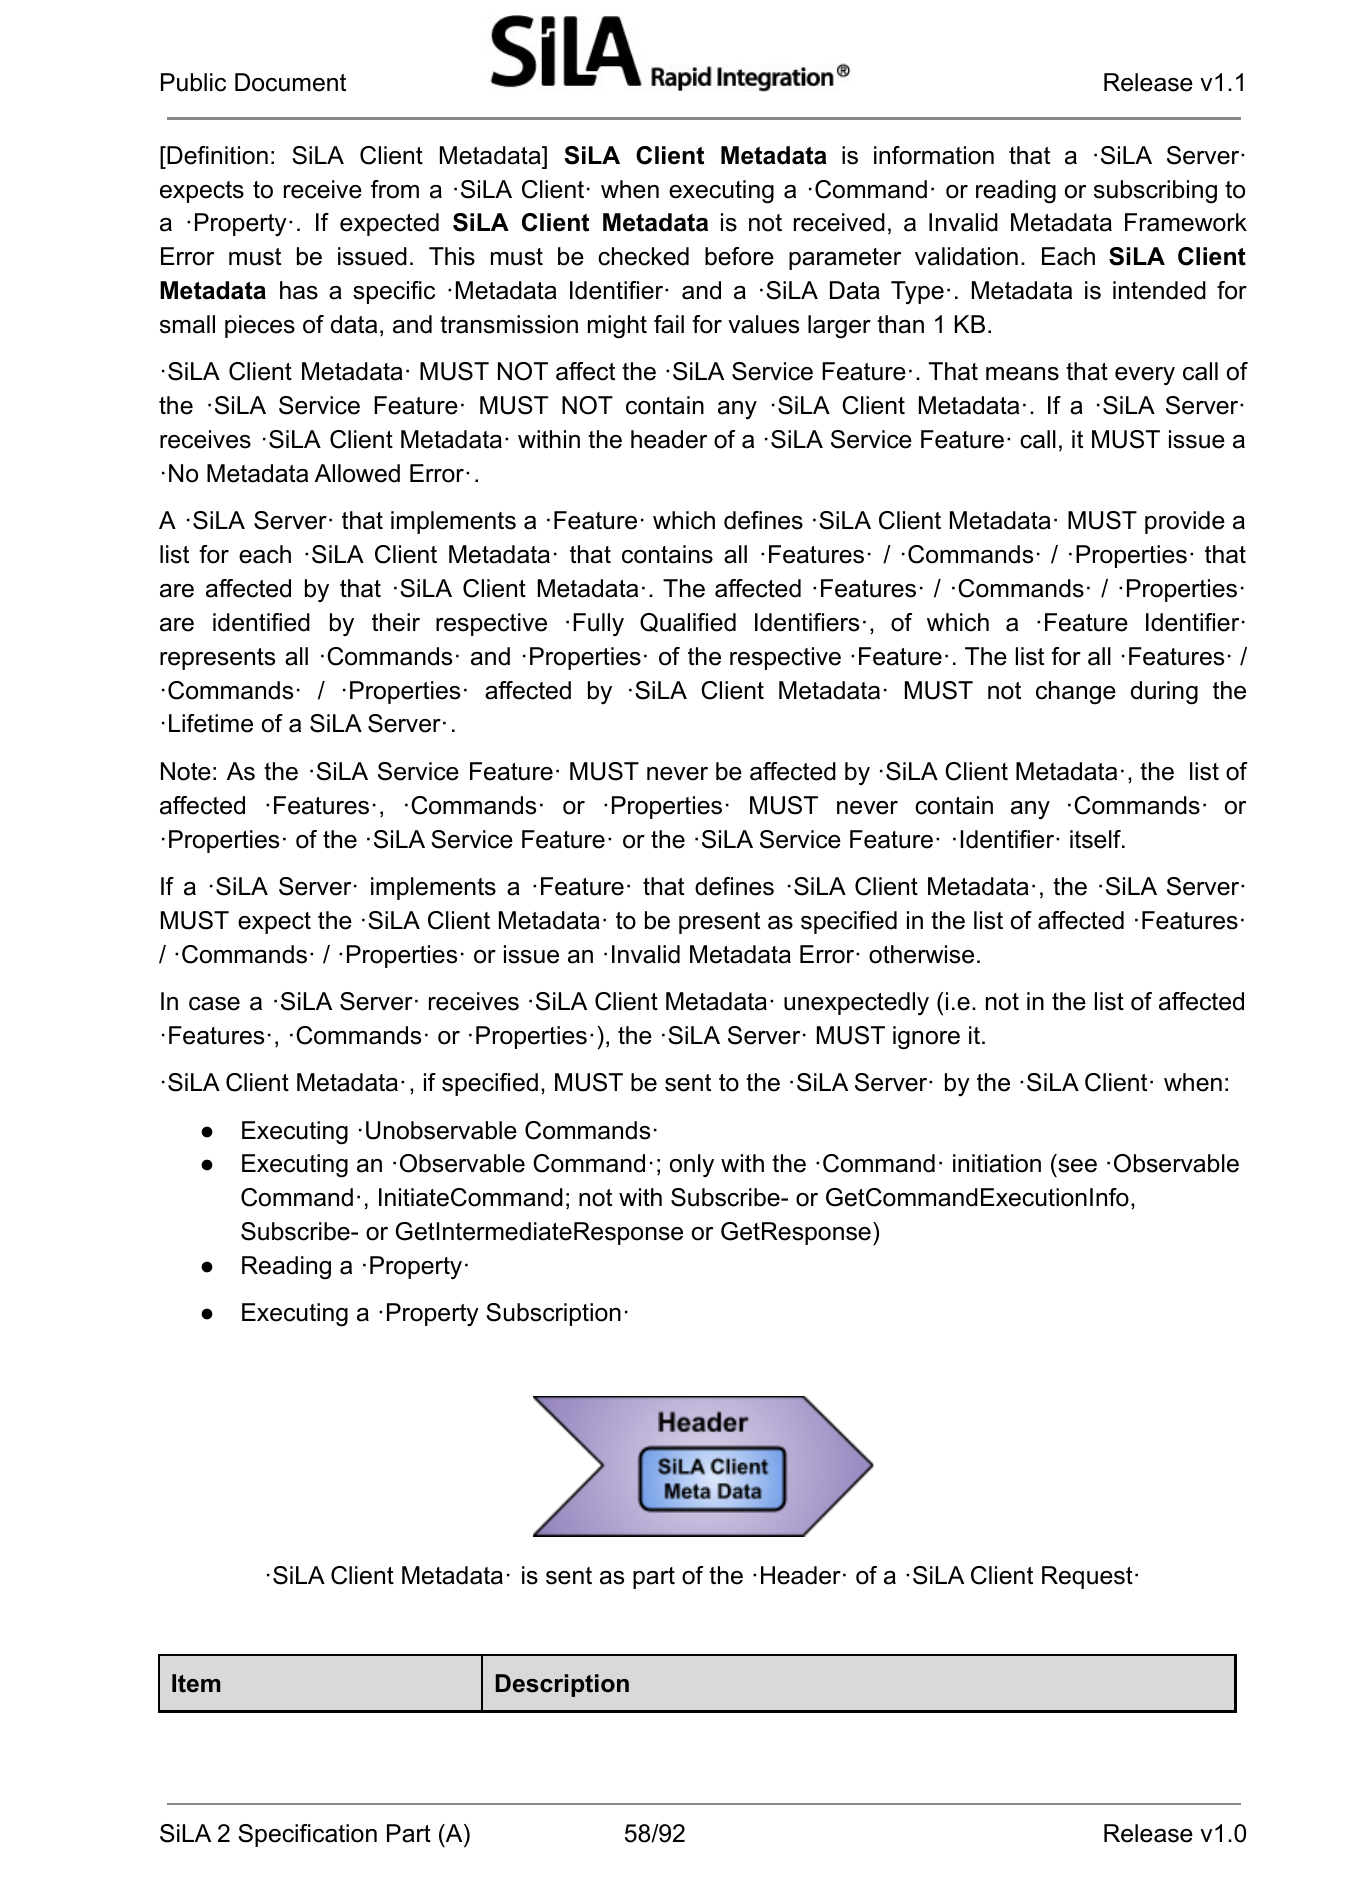 Public Document
SiLA Rapid Integration®
Release v1.1
[Definition: SiLA Client Metadata] SiLA Client Metadata is information that a ·SiLA Server·
expects to receive from a ·SiLA Client· when executing a ·Command· or reading or subscribing to
a ·Property·. If expected SiLA Client Metadata is not received, a Invalid Metadata Framework
Error must be issued. This must be checked before parameter validation. Each SiLA Client
Metadata has a specific ·Metadata Identifier· and a ·SiLA Data Type·. Metadata is intended for
small pieces of data, and transmission might fail for values larger than 1 KB.
·SiLA Client Metadata· MUST NOT affect the ·SiLA Service Feature·. That means that every call of
the ·SiLA Service Feature· MUST NOT contain any ·SiLA Client Metadata·. If a ·SiLA Server·
receives ·SiLA Client Metadata· within the header of a ·SiLA Service Feature· call, it MUST issue a
·No Metadata Allowed Error·.
A ·SiLA Server· that implements a ·Feature· which defines ·SiLA Client Metadata· MUST provide a
list for each ·SiLA Client Metadata· that contains all ·Features· / ·Commands· / ·Properties· that
are affected by that ·SiLA Client Metadata·. The affected ·Features· / ·Commands· / ·Properties·
are identified by their respective ·Fully Qualified Identifiers·, of which a ·Feature Identifier·
represents all ·Commands· and ·Properties· of the respective ·Feature·. The list for all ·Features· /
·Commands· / ·Properties· affected by ·SiLA Client Metadata· MUST not change during the
·Lifetime of a SiLA Server·.
Note: As the ·SiLA Service Feature· MUST never be affected by ·SiLA Client Metadata·, the list of
affected ·Features·, ·Commands· or ·Properties· MUST never contain any ·Commands· or
·Properties· of the ·SiLA Service Feature· or the ·SiLA Service Feature· ·Identifier· itself.
If a ·SiLA Server· implements a ·Feature· that defines ·SiLA Client Metadata·, the ·SiLA Server·
MUST expect the ·SiLA Client Metadata· to be present as specified in the list of affected ·Features·
/ ·Commands· / ·Properties· or issue an ·Invalid Metadata Error· otherwise.
In case a ·SiLA Server· receives ·SiLA Client Metadata· unexpectedly (i.e. not in the list of affected
·Features·, ·Commands· or ·Properties·), the ·SiLA Server· MUST ignore it.
·SiLA Client Metadata·, if specified, MUST be sent to the ·SiLA Server· by the ·SiLA Client· when:
● Executing ·Unobservable Commands·
● Executing an ·Observable Command·; only with the ·Command· initiation (see ·Observable
Command·, InitiateCommand; not with Subscribe- or GetCommandExecutionInfo,
Subscribe- or GetIntermediateResponse or GetResponse)
● Reading a ·Property·
● Executing a ·Property Subscription·
Header
SiLA Client
Meta Data
·SiLA Client Metadata· is sent as part of the ·Header· of a ·SiLA Client Request·
Item Description
SiLA 2 Specification Part (A) 58/92 Release v1.0